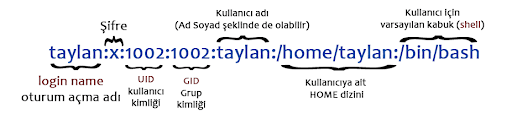 Şifre
Kullanıcı adı
(Ad Soyad şeklinde de olabilir)
Kullanıcı için
varsayılan kabuk (shell)
taylan:x:1002:1002:taylan:/home/taylan:/bin/bash
login name
oturum açma adı
UID
kullanıcı
kimliği
GID
Grup
kimliği
Kullanıcıya ait
HOME dizini